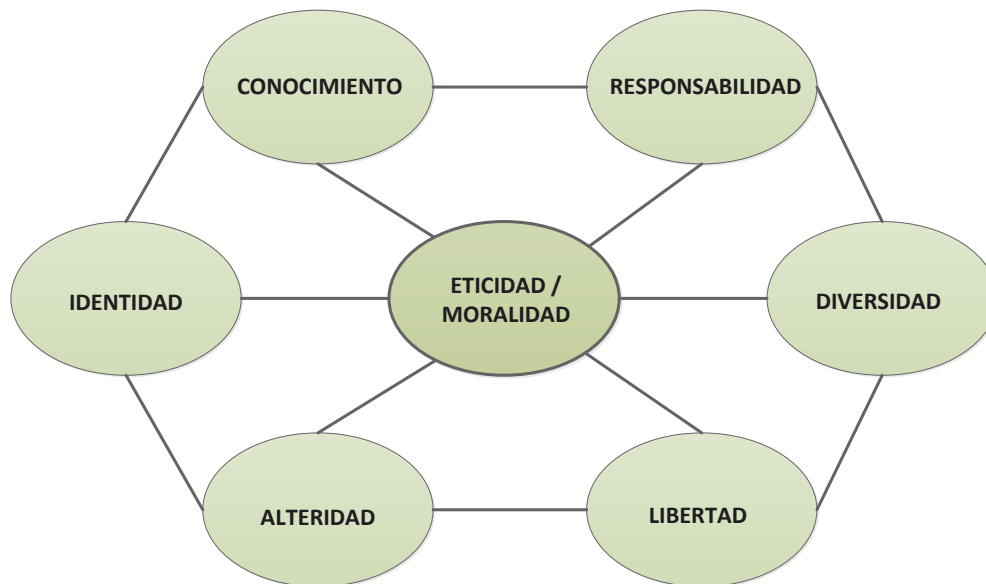 CONOCIMIENTO
RESPONSABILIDAD
IDENTIDAD
ETICIDAD /
MORALIDAD
DIVERSIDAD
ALTERIDAD
LIBERTAD